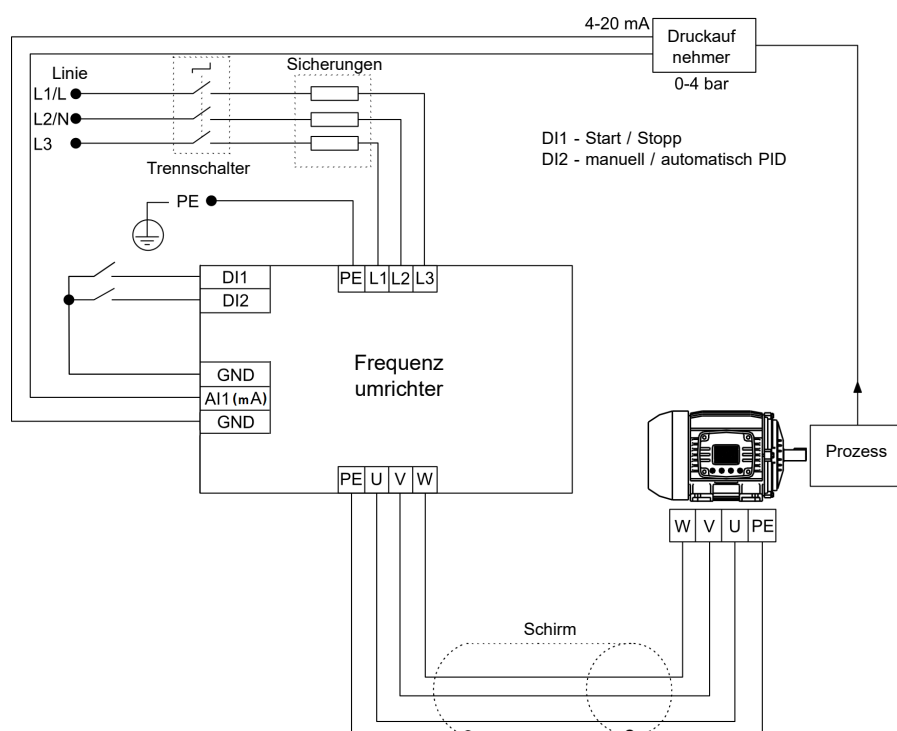 4-20 mA
Druckauf
nehmer
0-4 bar
Linie
Sicherungen
L1/L
L2/N
L3
Trennschalter
DI1 - Start / Stopp
DI2 - manuell / automatisch PID
PE
DI1
DI2
PE L1 L2 L3
Frequenz
umrichter
GND
AI1 (mA)
GND
Prozess
PE U V W
W V U PE
Schirm